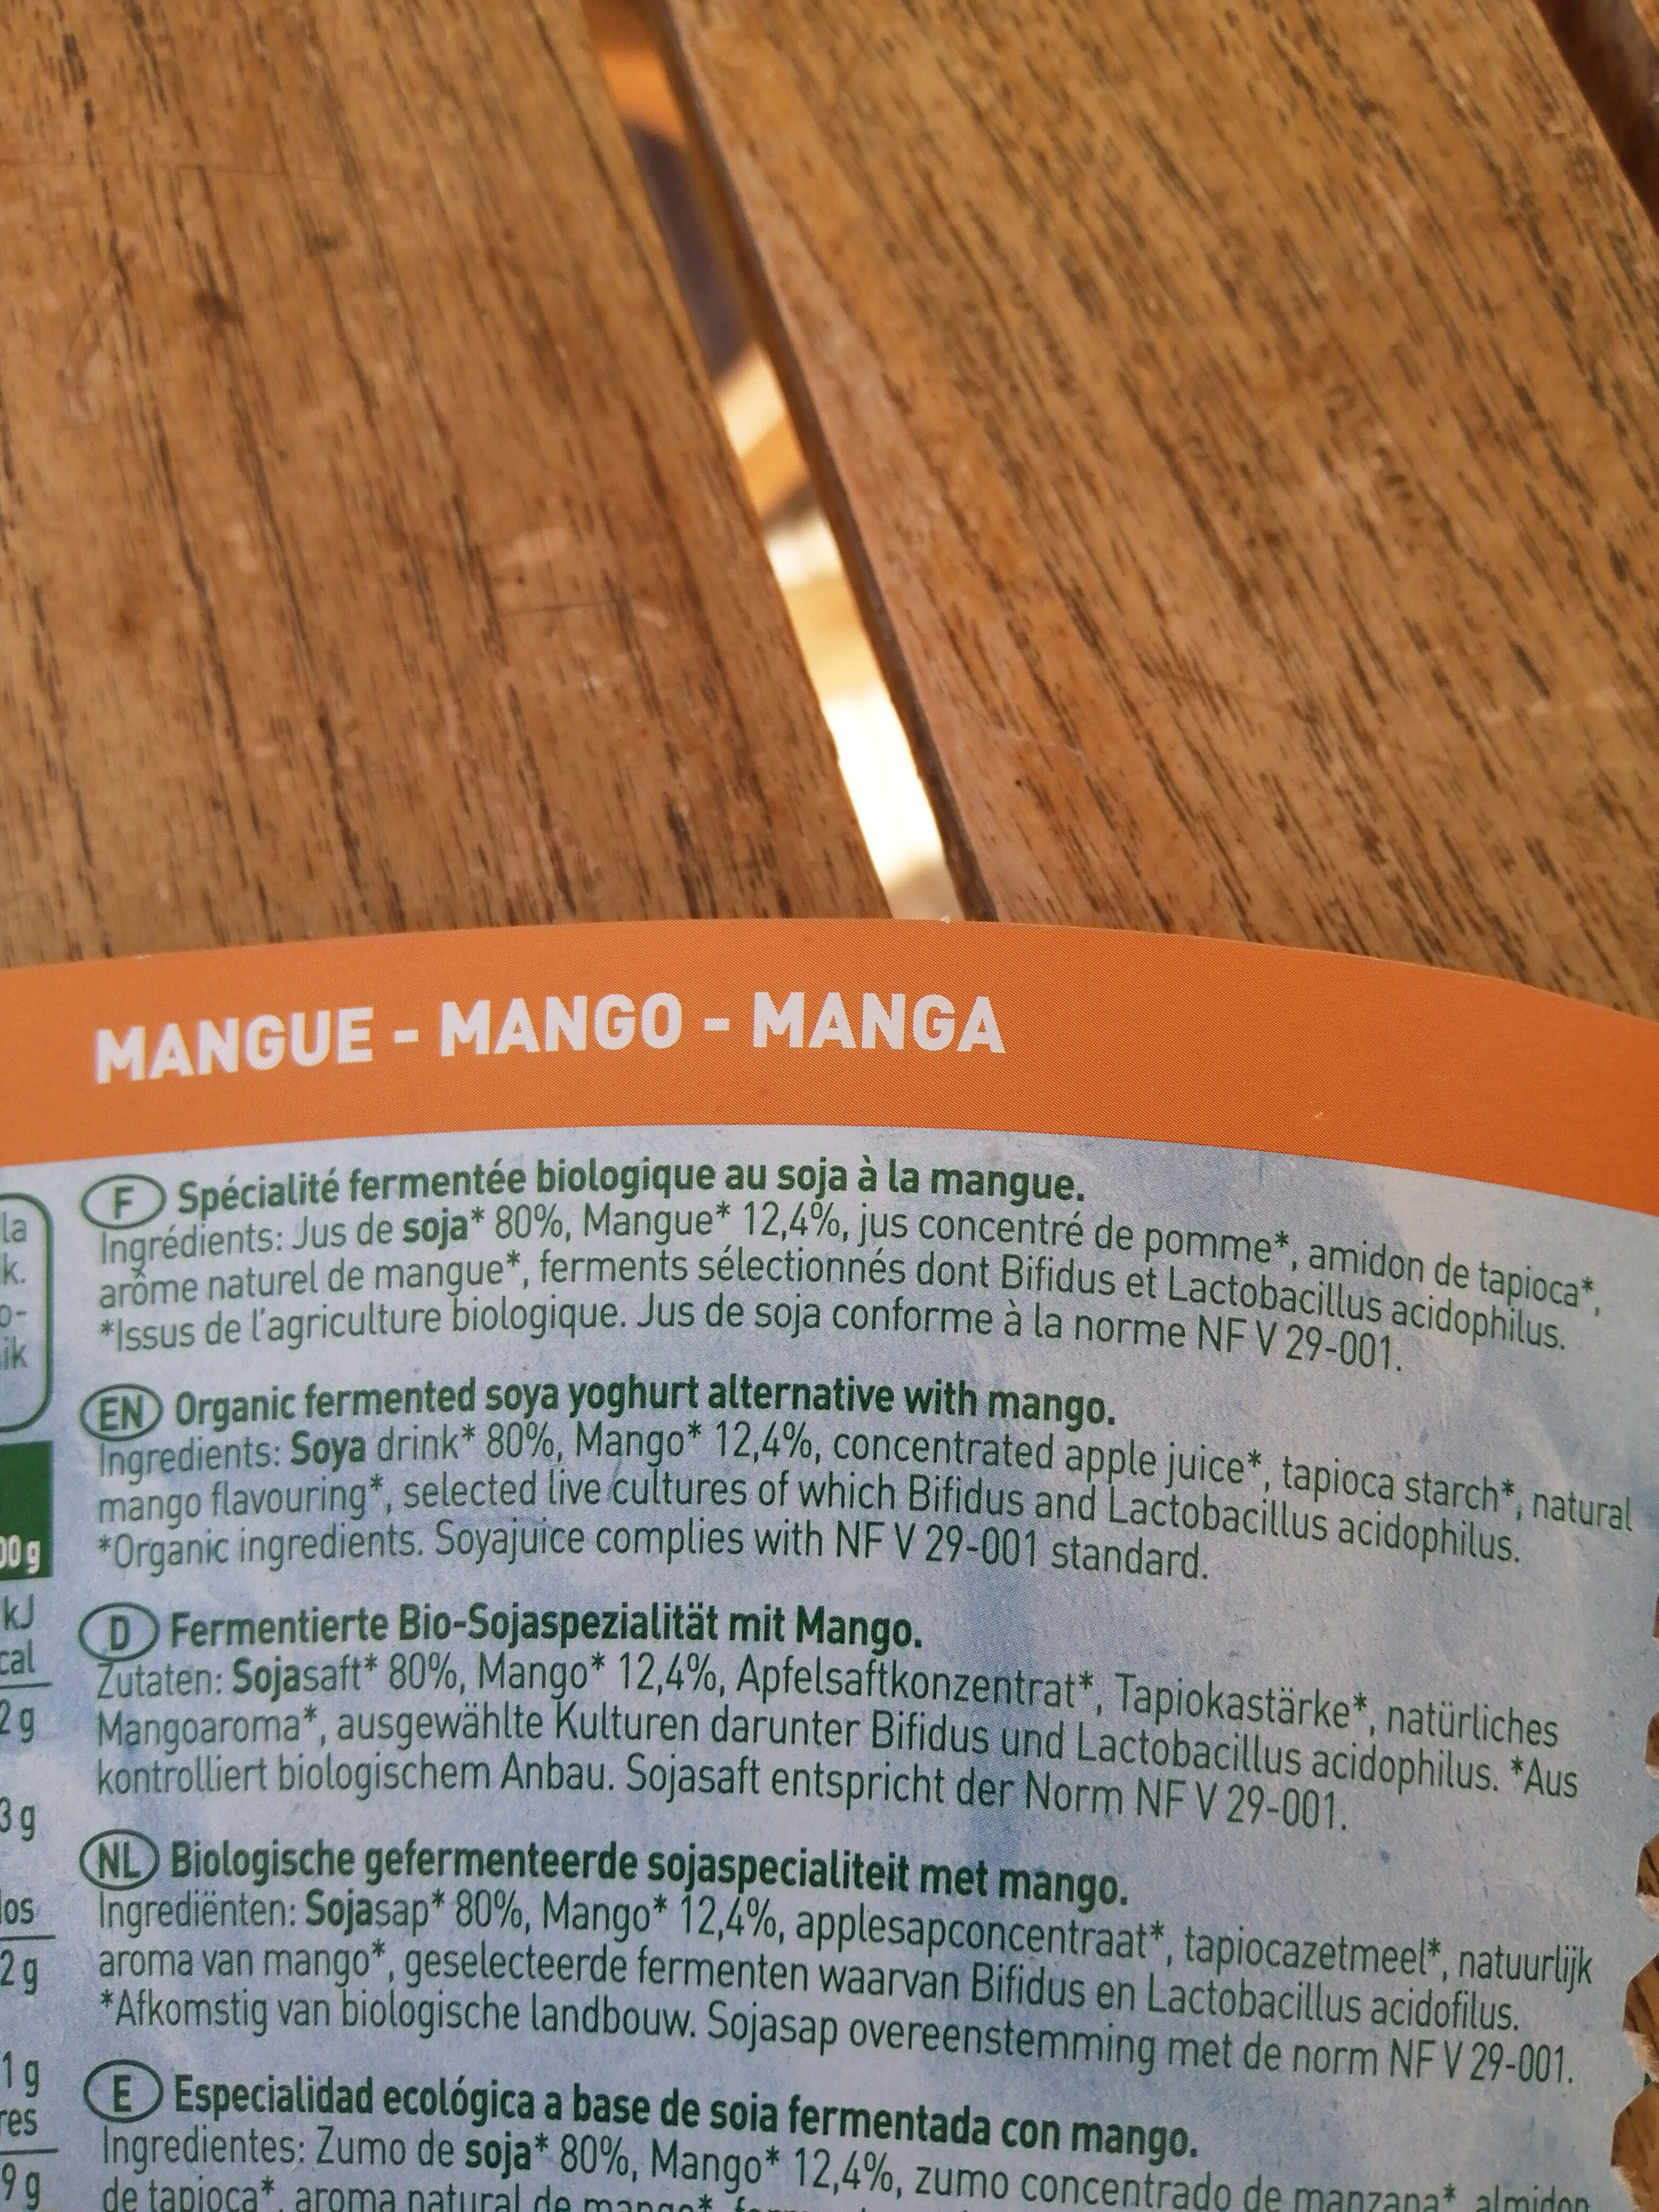 MANGUE - MANGO - MANGA
F Spécialité fermentée biologique au soja à la mangue.
Ingrédients: Jus de soja* 80%, Mangue* 12,4%, jus concentré de pomme*, amidon de tapioca*,
arôme naturel de mangue*, ferments sélectionnés dont Bifidus et Lactobacillus acidophilus.
*Issus de l'agriculture biologique. Jus de soja conforme à la norme NF V 29-001.
EN Organic fermented soya yoghurt alternative with mango.
Ingredients: Soya drink* 80%, Mango* 12,4%, concentrated apple juice*, tapioca starch*, natural
mango flavouring*, selected live cultures of which Bifidus and Lactobacillus acidophilus.
*Organic ingredients. Soyajuice complies with NF V 29-001 standard.
D Fermentierte Bio-Sojaspezialität mit Mango.
Zutaten: Sojasaft* 80%, Mango* 12,4%, Apfelsaftkonzentrat*, Tapiokastärke*, natürliches
Mangoaroma*, ausgewählte Kulturen darunter Bifidus und Lactobacillus acidophilus. *Aus
kontrolliert biologischem Anbau. Sojasaft entspricht der Norm NF V 29-001.
NL Biologische gefermenteerde sojaspecialiteit met mango.
Ingrediënten: Sojasap* 80%, Mango* 12,4%, applesapconcentraat*, tapiocazetmeel*, natuurlijk
aroma van mango*, geselecteerde fermenten waarvan Bifidus en Lactobacillus acidofilus.
*Afkomstig van biologische landbouw. Sojasap overeenstemming met de norm NF V 29-001.
E Especialidad ecológica a base de soia fermentada con mango.
Ingredientes: Zumo de soja* 80%, Mango* 12,4%, zumo concentrado de manzana*, almidon
de tapioca*, aroma natural de mango*,
la
k.
o-
ik
00g
kJ
cal
2 g
3 g
los
2 g
1 g
res
9 g